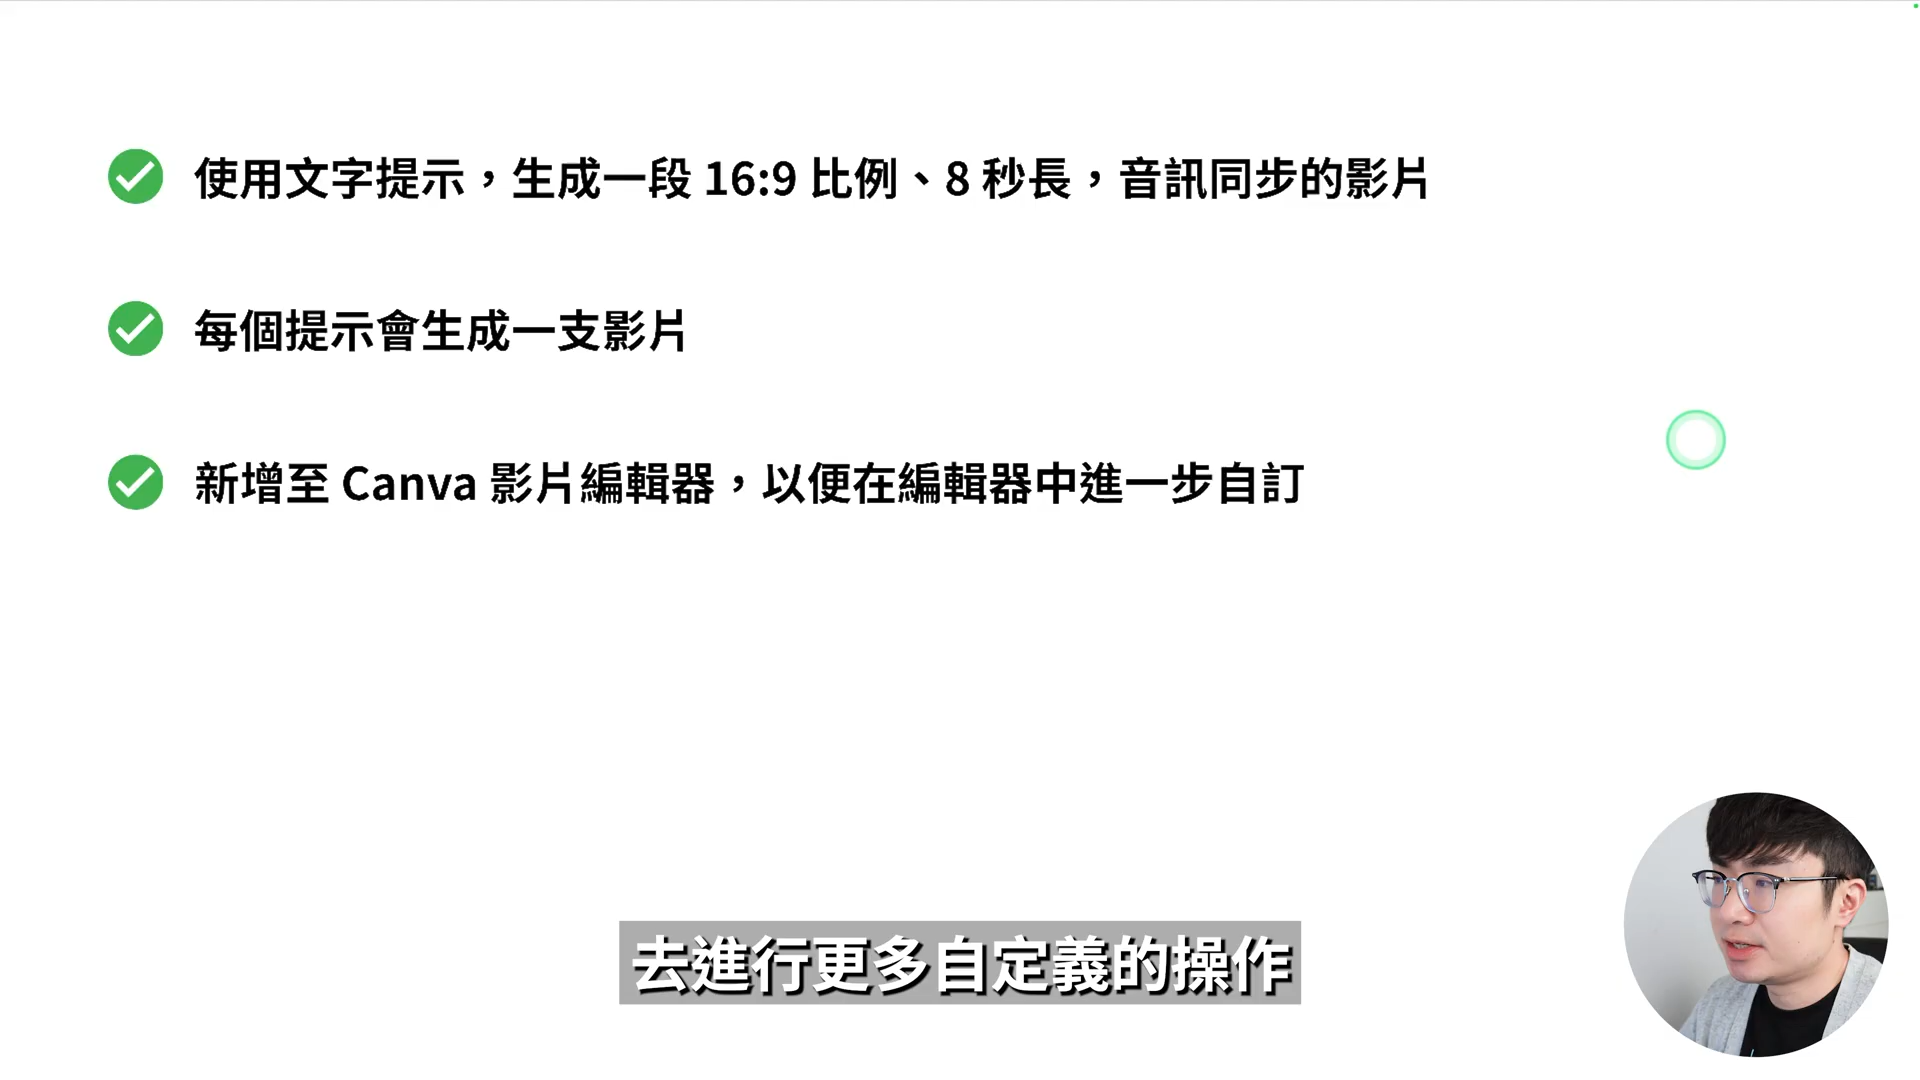 使用文字提示，生成一段 16:9 比例、8 秒長，音訊同步的影片
每個提示會生成一支影片
新增至 Canva 影片編輯器，以便在編輯器中進一步自訂
去進行更多自定義的操作